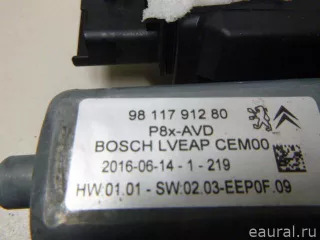 98 117 912 80
P8x-AVD
BOSCH LVEAP CEM00
2016-06-14 - 1 - 219
HW:01.01 - SW:02.03-EEP0F.09
© eaural.ru